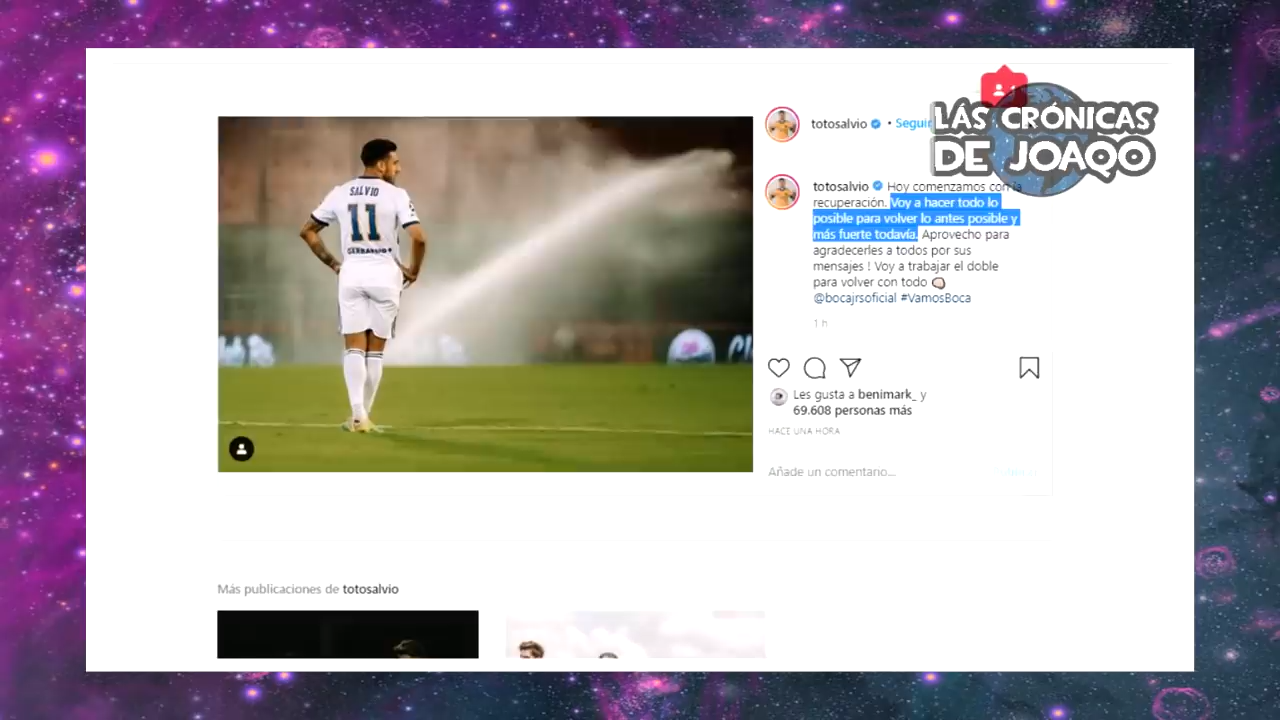 LÁS CRÓNICAS
DE JOAQO
totosalvio • Seguir
totosalvio Hoy comenzamos con la
recuperación. Voy a hacer todo lo
posible para volver lo antes posible y
más fuerte todavía. Aprovecho para
agradecerles a todos por sus
mensajes ! Voy a trabajar el doble
para volver con todo
@bocajrsoficial #VamosBoca
1 h
SALVIO
11
Les gusta a benimark_ y
69.608 personas más
HACE UNA HORA
Añade un comentario...
Más publicaciones de totosalvio